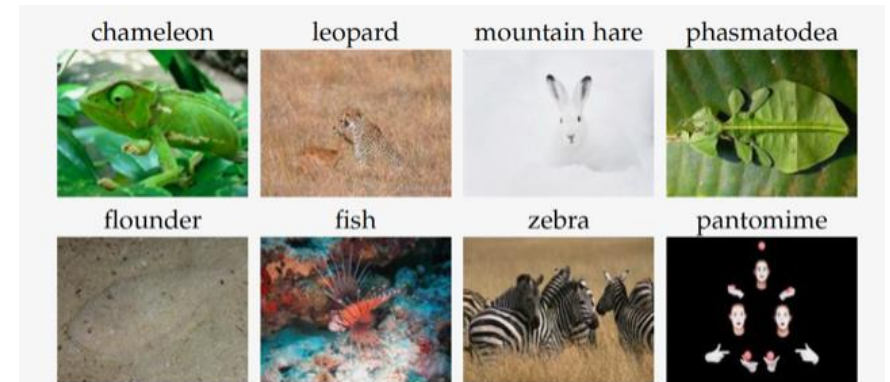 chameleon leopard mountain hare phasmatodea
flounder fish zebra pantomime